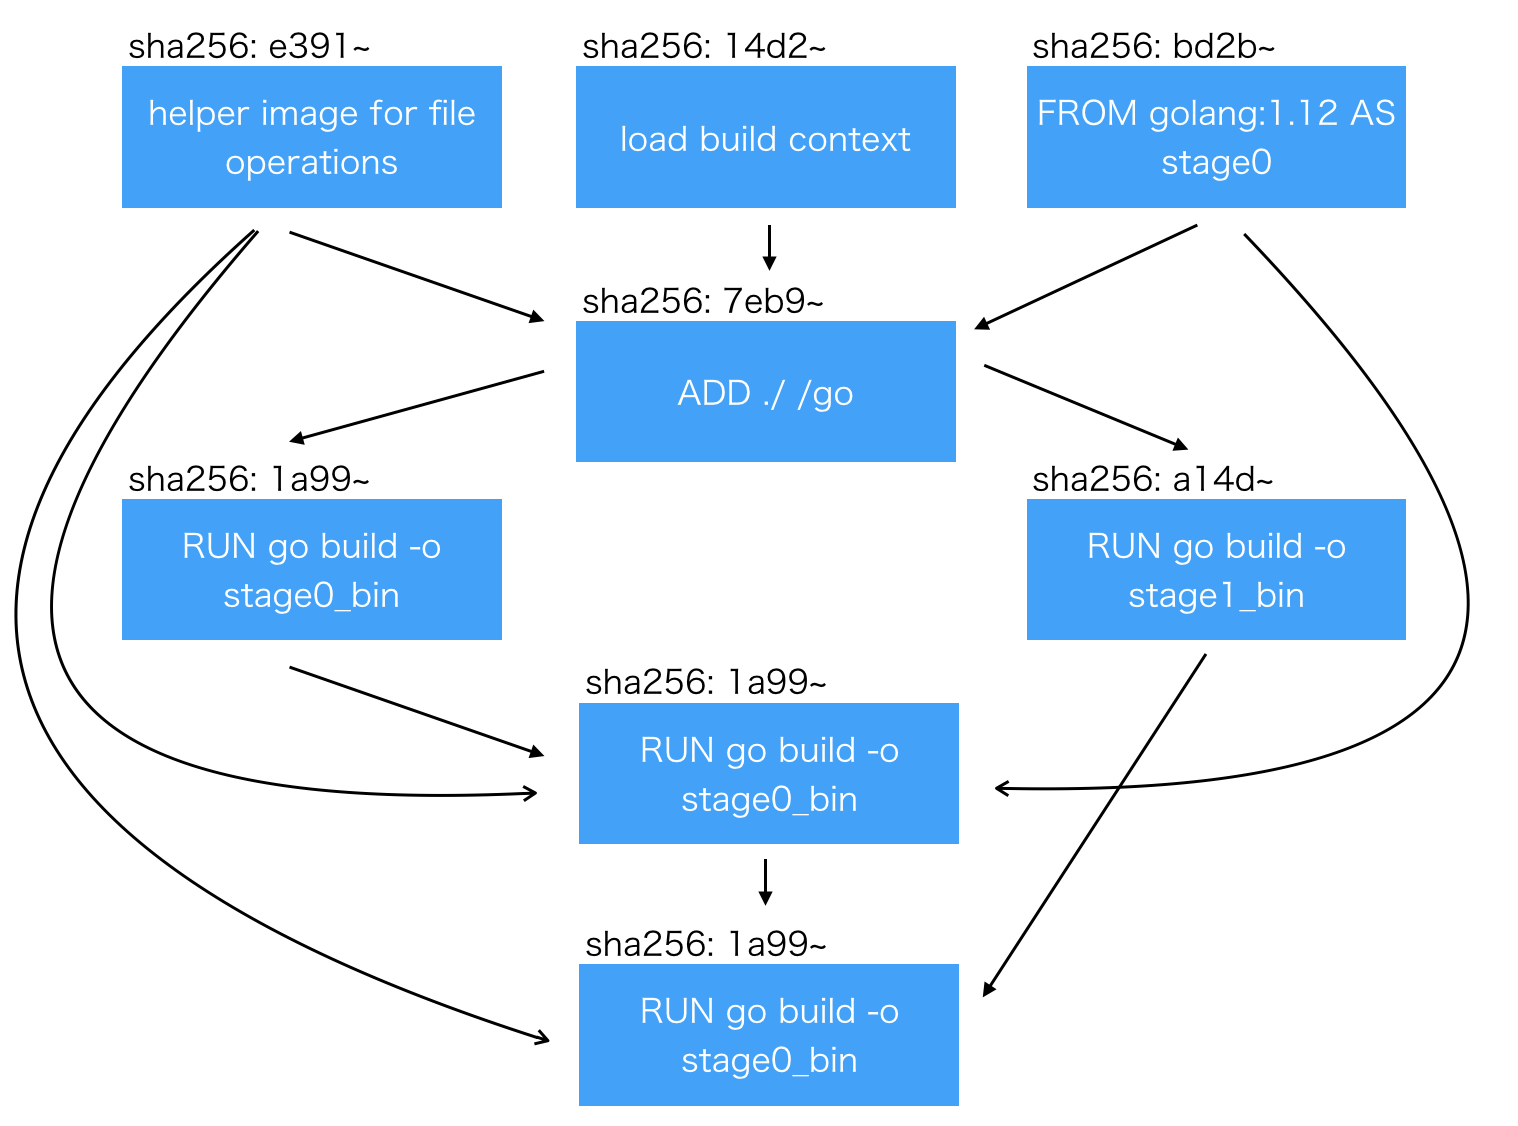 sha256: e391~
helper image for file
operations
sha256: 14d2~
load build context
sha256: bd2b~
FROM golang:1.12 AS
stage0
sha256: 7eb9~
ADD ./ /go
sha256: 1a99~
RUN go build -o
stage0_bin
sha256: a14d~
RUN go build -o
stage1_bin
sha256: 1a99~
RUN go build -o
stage0_bin
sha256: 1a99~
RUN go build -o
stage0_bin